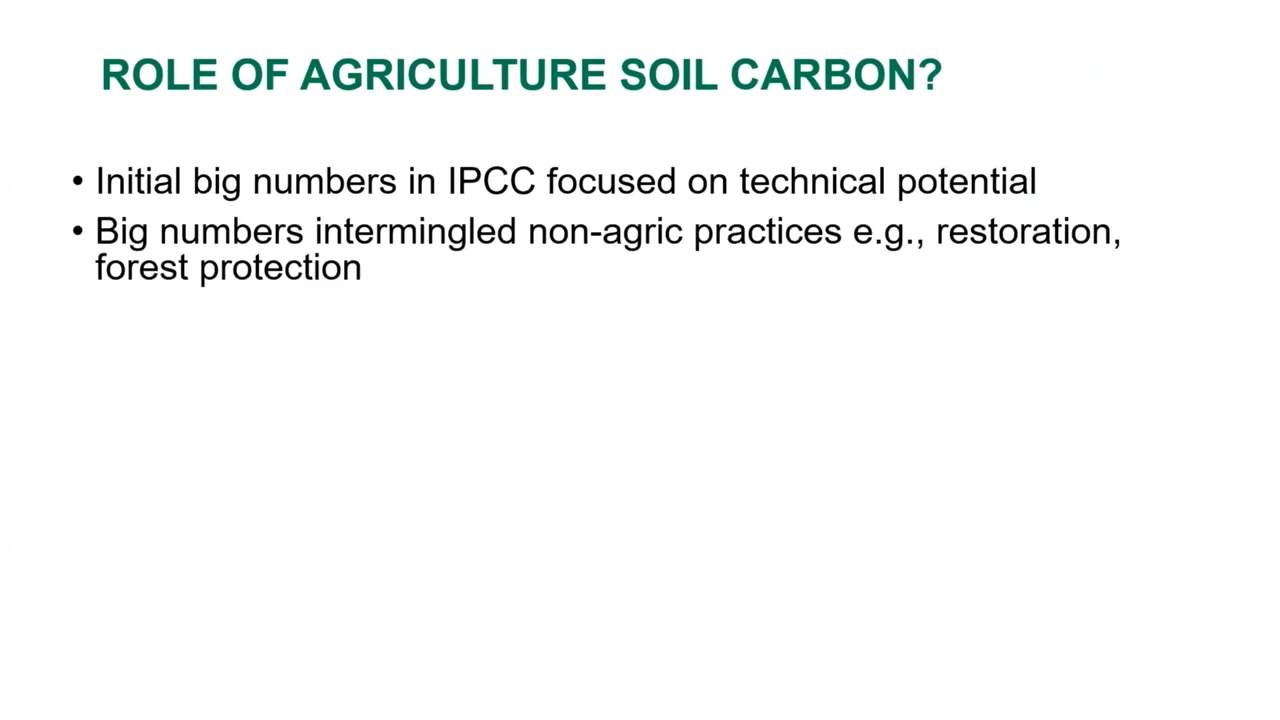 ROLE OF AGRICULTURE SOIL CARBON?
• Initial big numbers in IPCC focused on technical potential
• Big numbers intermingled non-agric practices e.g., restoration,
forest protection